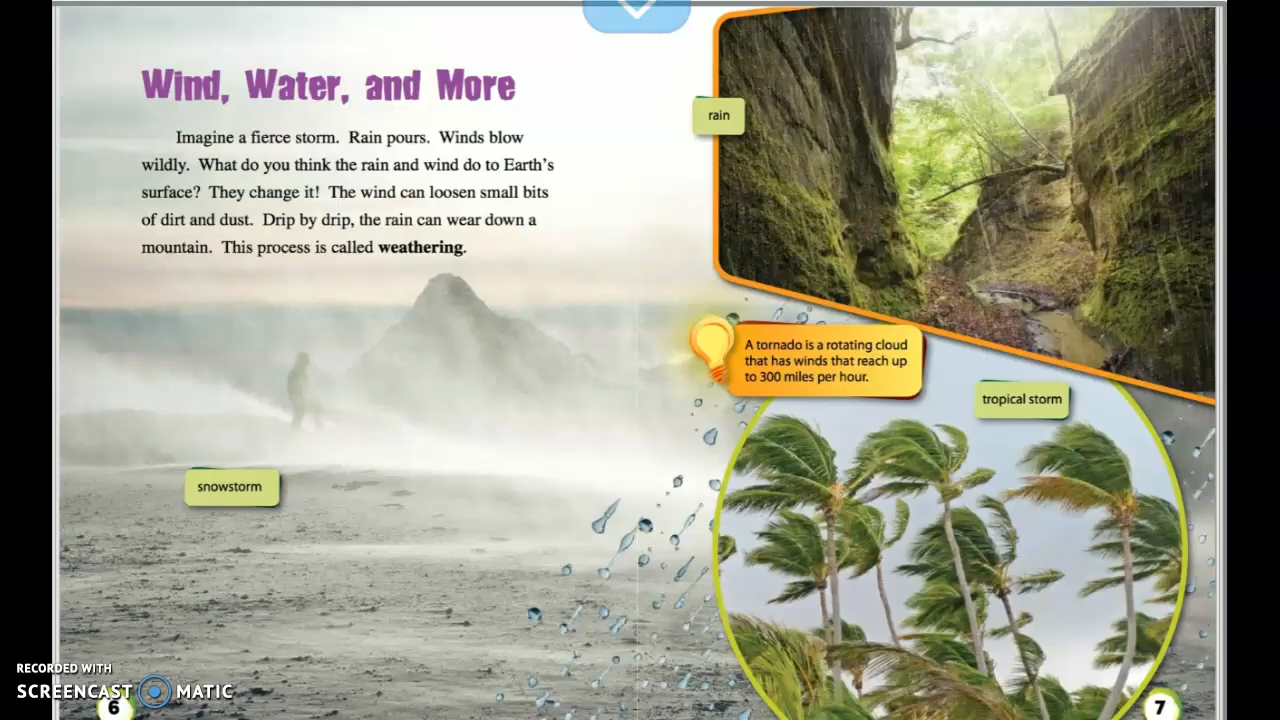 Wind, Water, and More
Imagine a fierce storm. Rain pours. Winds blow
wildly. What do you think the rain and wind do to Earth's
surface? They change it! The wind can loosen small bits
of dirt and dust. Drip by drip, the rain can wear down a
mountain. This process is called weathering.
snowstorm
rain
A tornado is a rotating cloud
that has winds that reach up
to 300 miles per hour.
tropical storm
RECORDED WITH
SCREENCAST MATIC
6
7